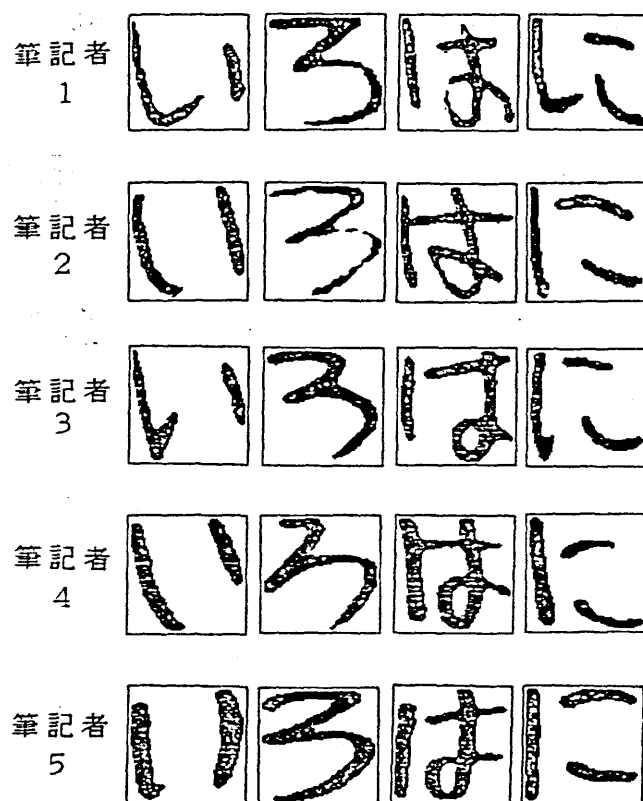 筆記者 1 い ろ は に
筆記者 2 い ろ は に
筆記者 3 い ろ は に
筆記者 4 い ろ は に
筆記者 5 い ろ は に